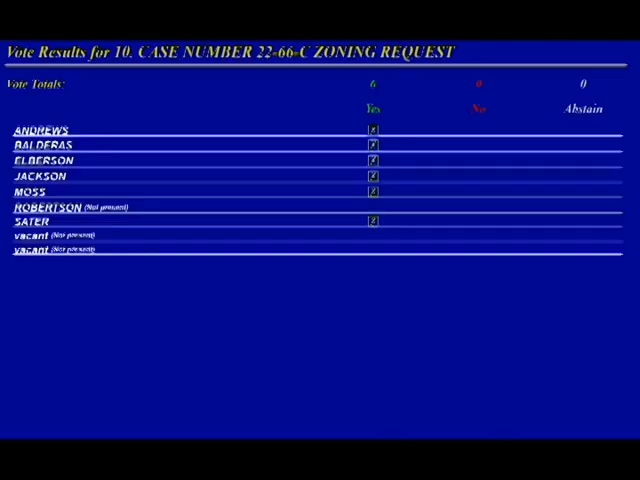 Vote Results for 10. CASE NUMBER 22-66-C ZONING REQUEST
Vote Totals: 6 0 0
Yes No Abstain
ANDREWS X
BALDERAS X
ELBERSON X
JACKSON X
MOSS X
ROBERTSON (Not present)
SATER X
vacant (Not present)
vacant (Not present)